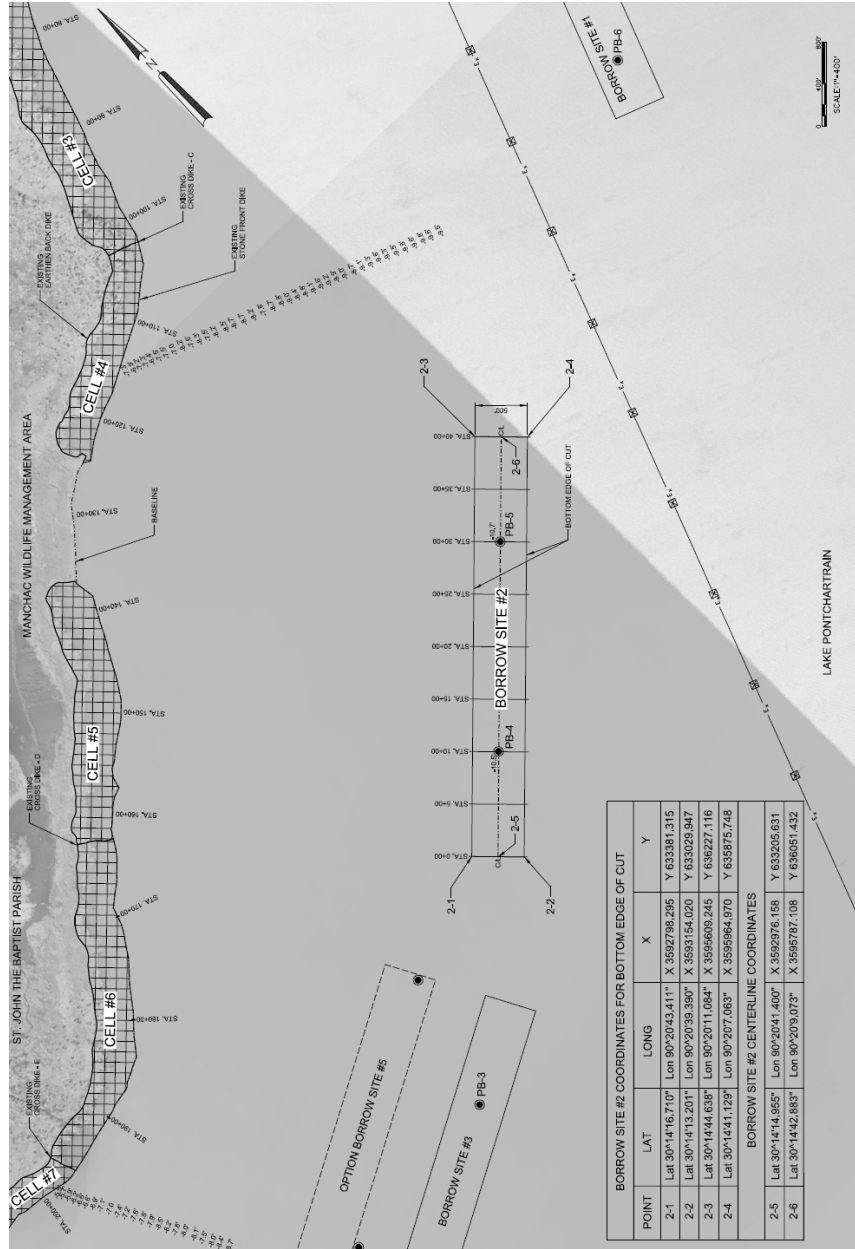 MANCHAC WILDLIFE MANAGEMENT AREA
ST. JOHN THE BAPTIST PARISH
EXISTING
EARTHEN BACK DIKE
EXISTING
CROSS DIKE - C
EXISTING
STONE FRONT DIKE
EXISTING
CROSS DIKE - D
EXISTING
CROSS DIKE - E
BASELINE
N
CELL #3
CELL #4
CELL #5
CELL #6
CELL #7
STA. 80+00
STA. 90+00
STA. 100+00
STA. 110+00
STA. 120+00
STA. 130+00
STA. 140+00
STA. 150+00
STA. 160+00
STA. 170+00
STA. 180+00
STA. 190+00
STA. 200+00
BORROW SITE #1
PB-6
0 400' 800'
SCALE:1"=400'
2-3
2-4
500'
STA. 40+00
C/L
2-6
STA. 35+00
STA. 30+00
-10.7'
PB-5
BOTTOM EDGE OF CUT
STA. 25+00
BORROW SITE #2
STA. 20+00
STA. 15+00
STA. 10+00
-10.5'
PB-4
STA. 5+00
STA. 0+00
C/L
2-5
2-1
2-2
OPTION BORROW SITE #5
BORROW SITE #3
PB-3
LAKE PONTCHARTRAIN
BORROW SITE #2 COORDINATES FOR BOTTOM EDGE OF CUT
POINT LAT LONG X Y
2-1 Lat 30^14'16.710" Lon 90^20'43.411" X 3592798.295 Y 633381.315
2-2 Lat 30^14'13.201" Lon 90^20'39.390" X 3593154.020 Y 633029.947
2-3 Lat 30^14'44.638" Lon 90^20'11.084" X 3595609.245 Y 636227.116
2-4 Lat 30^14'41.129" Lon 90^20'7.063" X 3595964.970 Y 635875.748
BORROW SITE #2 CENTERLINE COORDINATES
2-5 Lat 30^14'14.955" Lon 90^20'41.400" X 3592976.158 Y 633205.631
2-6 Lat 30^14'42.883" Lon 90^20'9.073" X 3595787.108 Y 636051.432